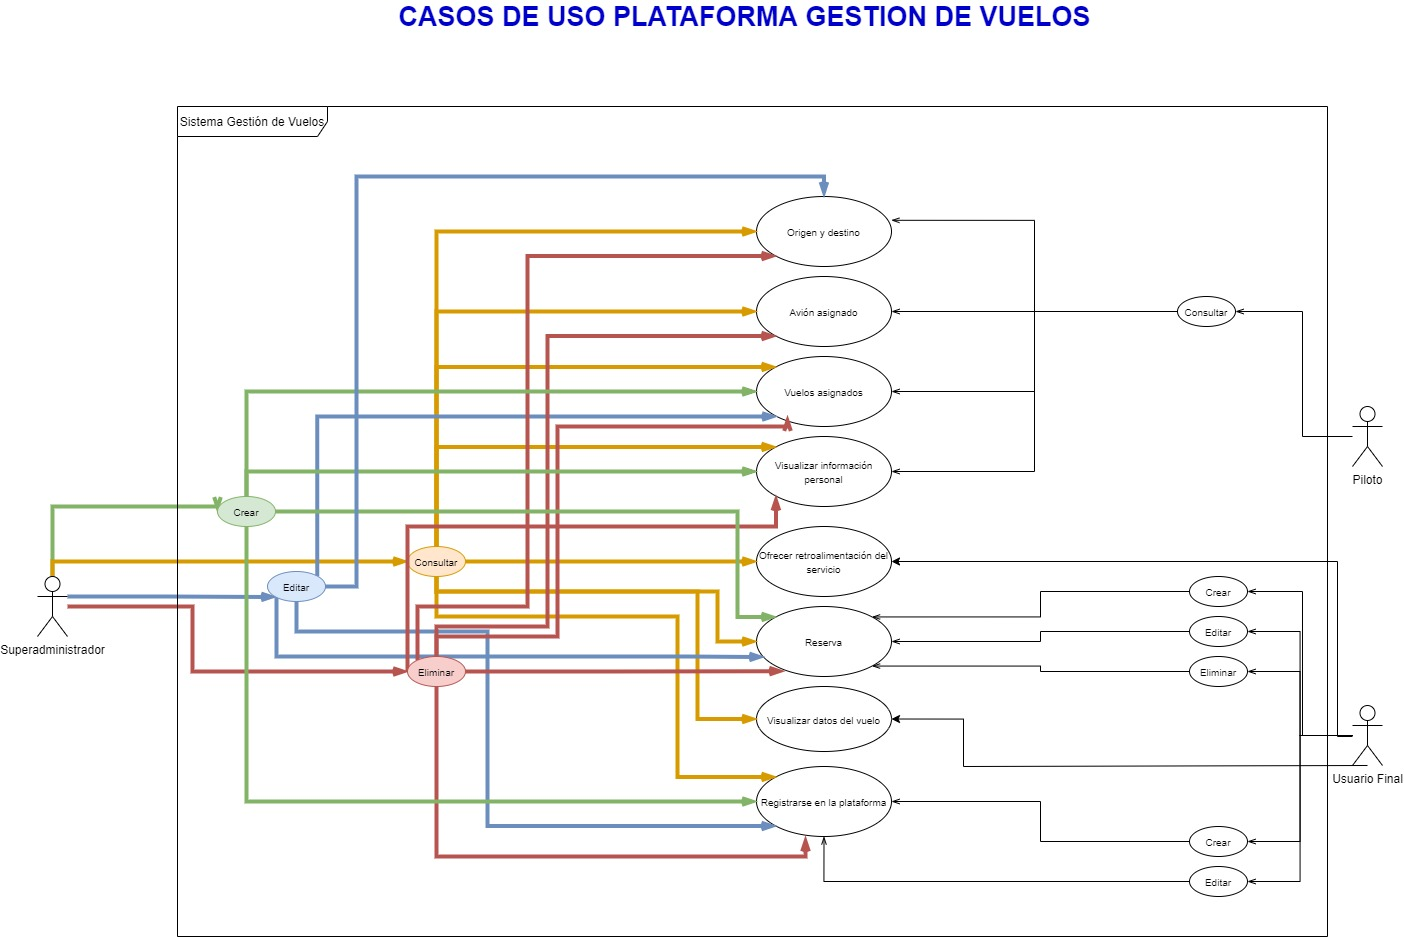 CASOS DE USO PLATAFORMA GESTION DE VUELOS
Sistema Gestión de Vuelos
Origen y destino
Avión asignado
Consultar
Vuelos asignados
Visualizar información
personal
Piloto
Crear
Ofrecer retroalimentación del
servicio
Consultar
Editar
Crear
Superadministrador
Reserva
Editar
Eliminar
Eliminar
Visualizar datos del vuelo
Usuario Final
Registrarse en la plataforma
Crear
Editar